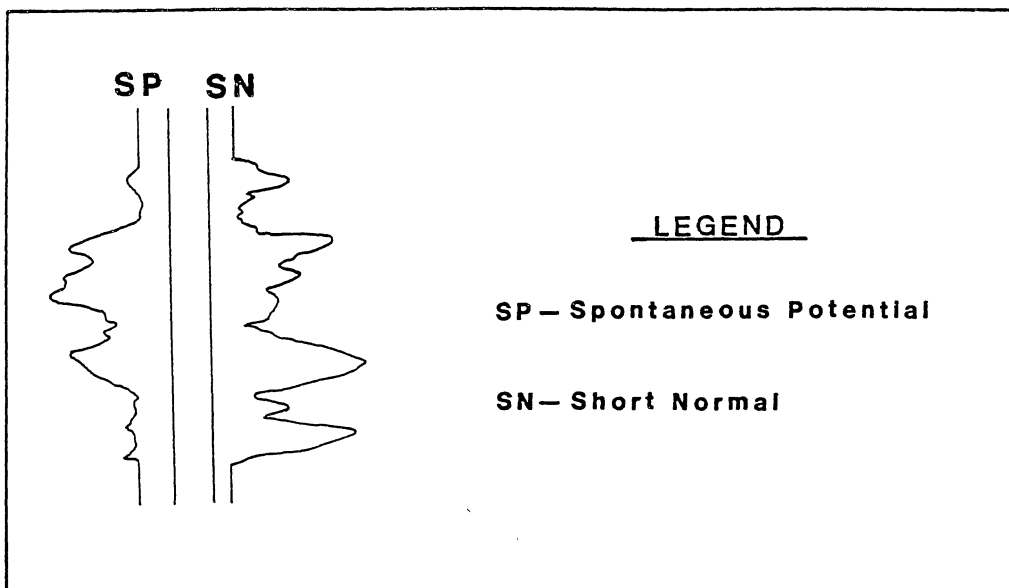 SP SN
LEGEND
SP— Spontaneous Potential
SN— Short Normal